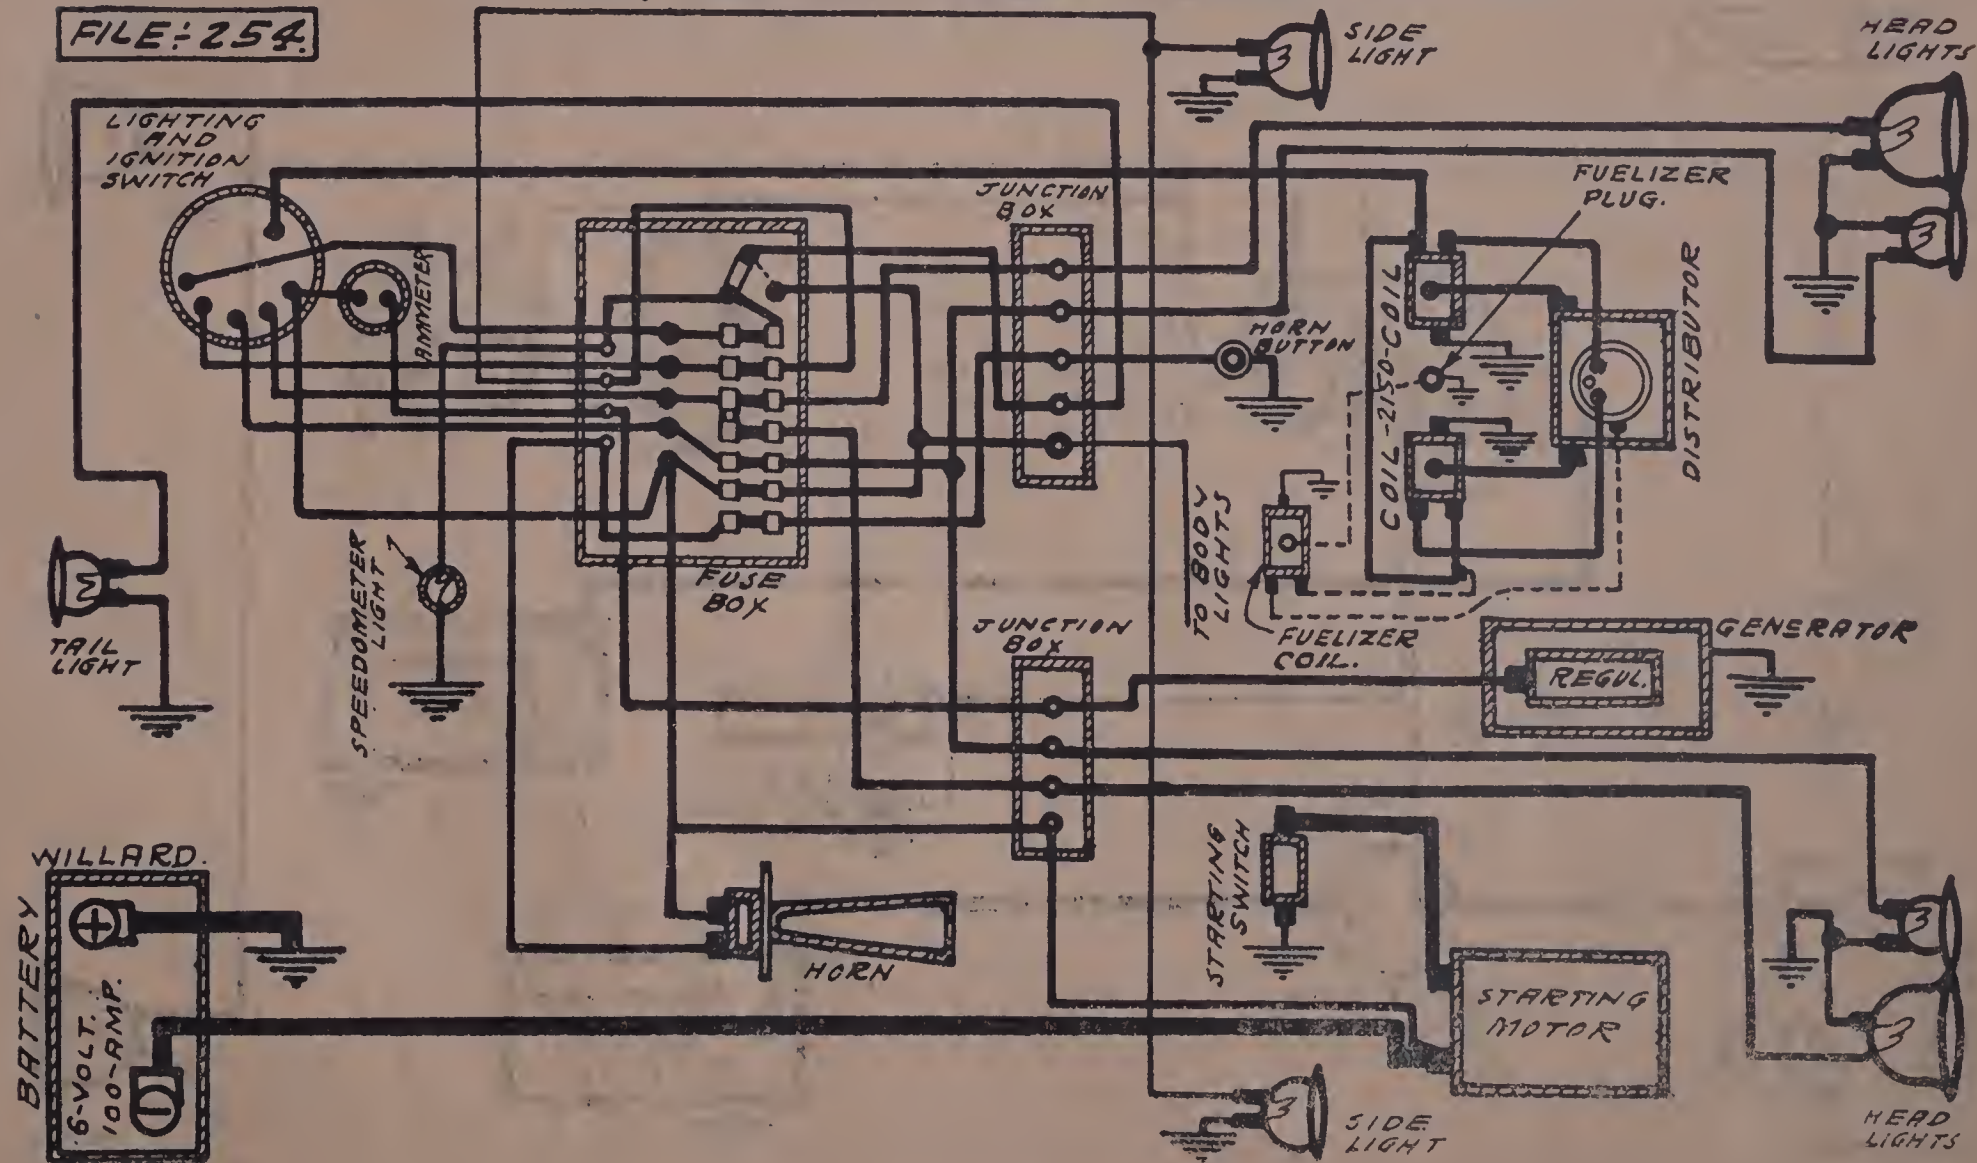 FILE:-254.
SIDE
LIGHT
HEAD
LIGHTS
LIGHTING
AND
IGNITION
SWITCH
AMMETER
JUNCTION
BOX
FUELIZER
PLUG.
HORN
BUTTON
COIL-2150-COIL
DISTRIBUTOR
FUSE
BOX
SPEEDOMETER
LIGHT
TAIL
LIGHT
TO BODY
LIGHTS
FUELIZER
COIL.
JUNCTION
BOX
GENERATOR
REGUL.
WILLARD.
BATTERY
6-VOLT.
100-AMP.
HORN
STARTING
SWITCH
STARTING
MOTOR
SIDE
LIGHT
HEAD
LIGHTS